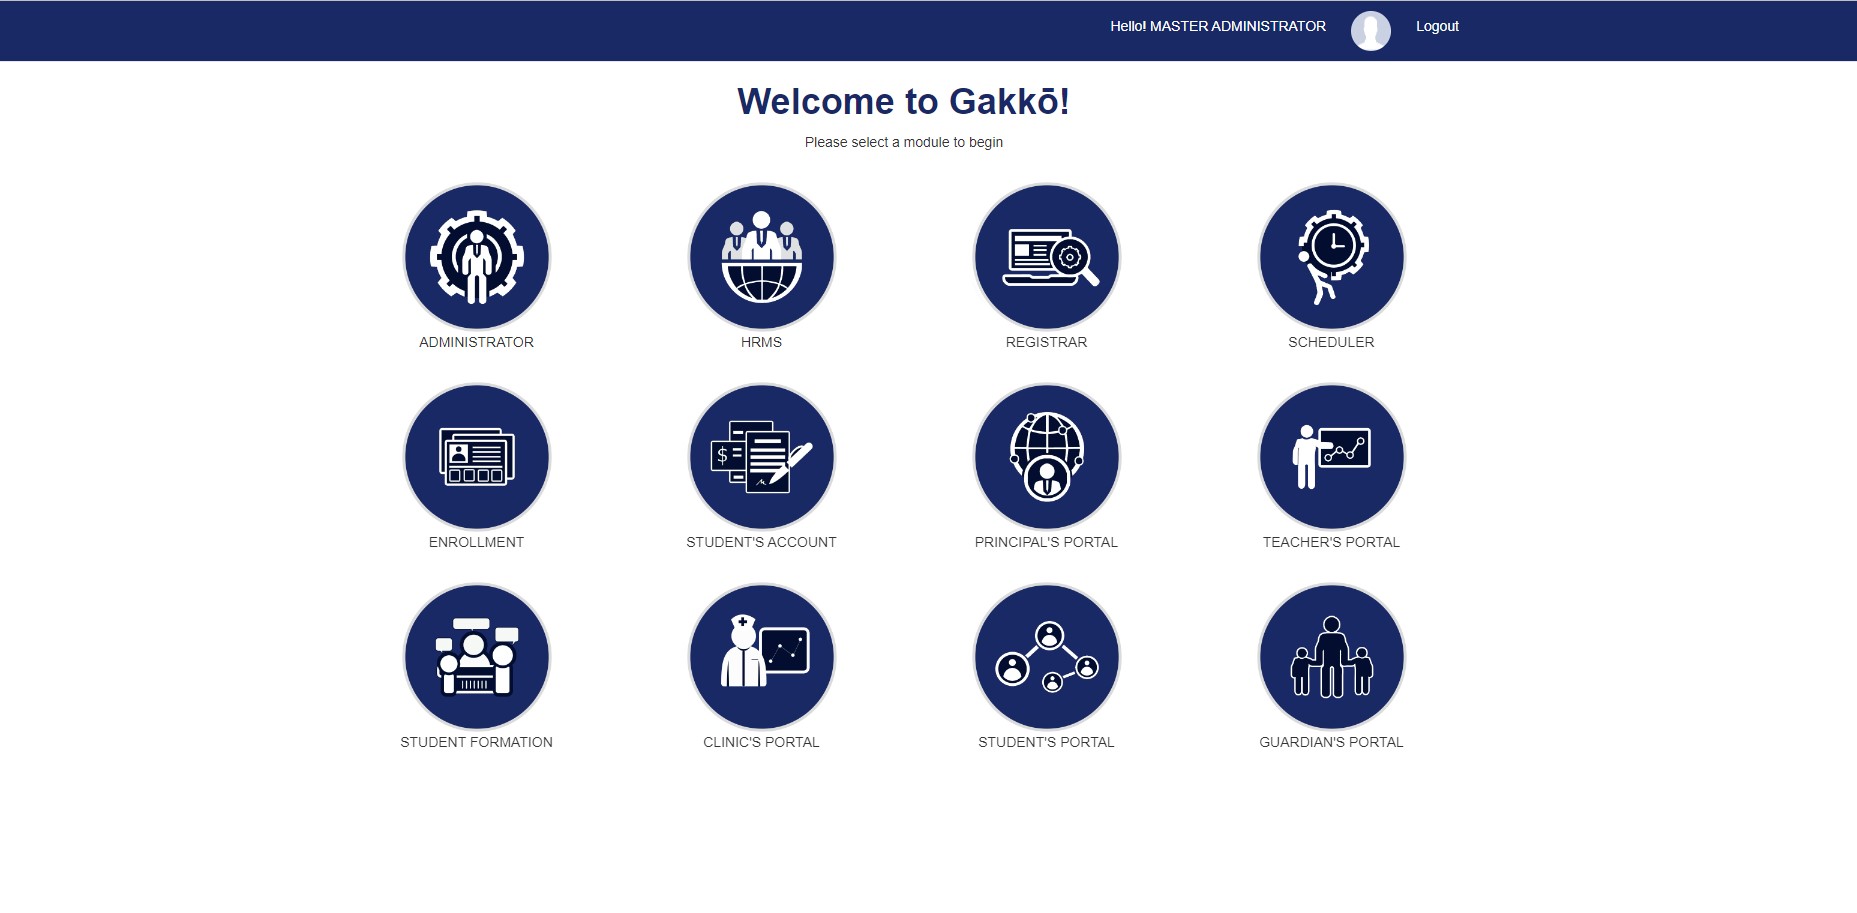 Hello! MASTER ADMINISTRATOR Logout
Welcome to Gakkō!
Please select a module to begin
ADMINISTRATOR HRMS REGISTRAR SCHEDULER
$
ENROLLMENT STUDENT'S ACCOUNT PRINCIPAL'S PORTAL TEACHER'S PORTAL
STUDENT FORMATION CLINIC'S PORTAL STUDENT'S PORTAL GUARDIAN'S PORTAL